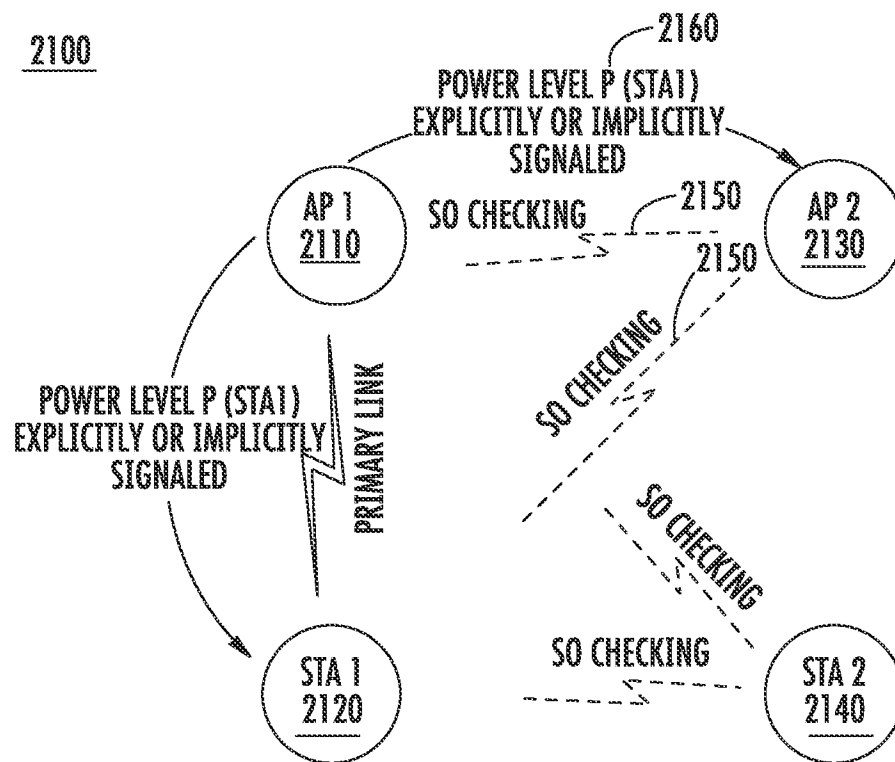 2100
2160
POWER LEVEL P (STA1)
EXPLICITLY OR IMPLICITLY
SIGNALED
AP 1
2110
SO CHECKING
2150
AP 2
2130
2150
SO CHECKING
POWER LEVEL P (STA1)
EXPLICITLY OR IMPLICITLY
SIGNALED
PRIMARY LINK
SO CHECKING
STA 1
2120
SO CHECKING
STA 2
2140